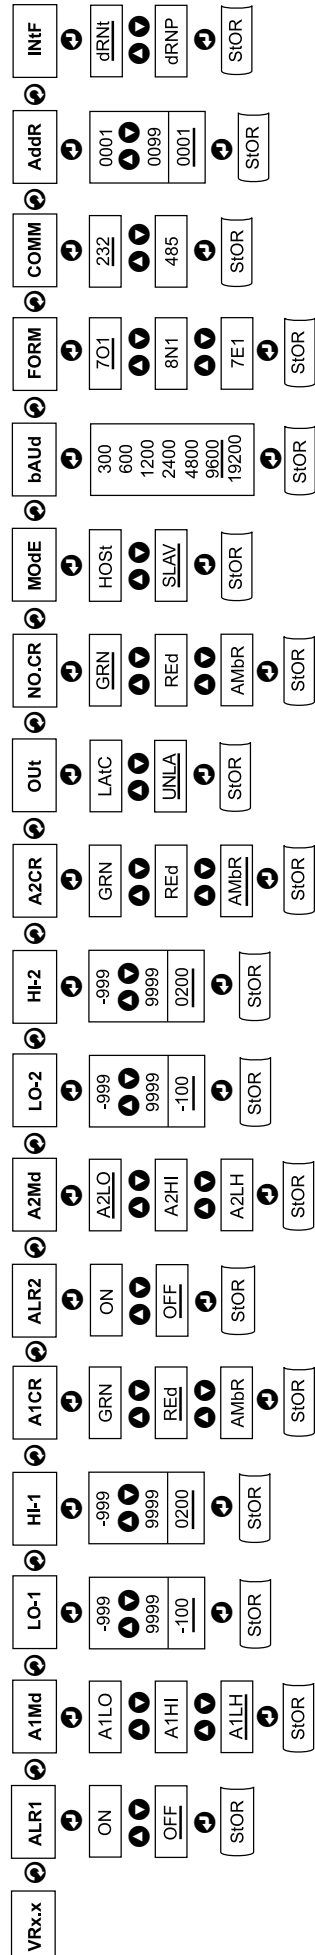 VRx.x
ALR1
ON
OFF
StOR
A1Md
A1LO
A1HI
A1LH
StOR
LO-1
-999
9999
-100
StOR
HI-1
-999
9999
0200
StOR
A1CR
GRN
REd
AMbR
StOR
ALR2
ON
OFF
StOR
A2Md
A2LO
A2HI
A2LH
StOR
LO-2
-999
9999
-100
StOR
HI-2
-999
9999
0200
StOR
A2CR
GRN
REd
AMbR
StOR
OUt
LAtC
UNLA
StOR
NO.CR
GRN
REd
AMbR
StOR
MOdE
HOSt
SLAV
StOR
bAUd
300
600
1200
2400
4800
9600
19200
StOR
FORM
7O1
8N1
7E1
StOR
COMM
232
485
StOR
AddR
0001
0099
0001
StOR
INtF
dRNt
dRNP
StOR